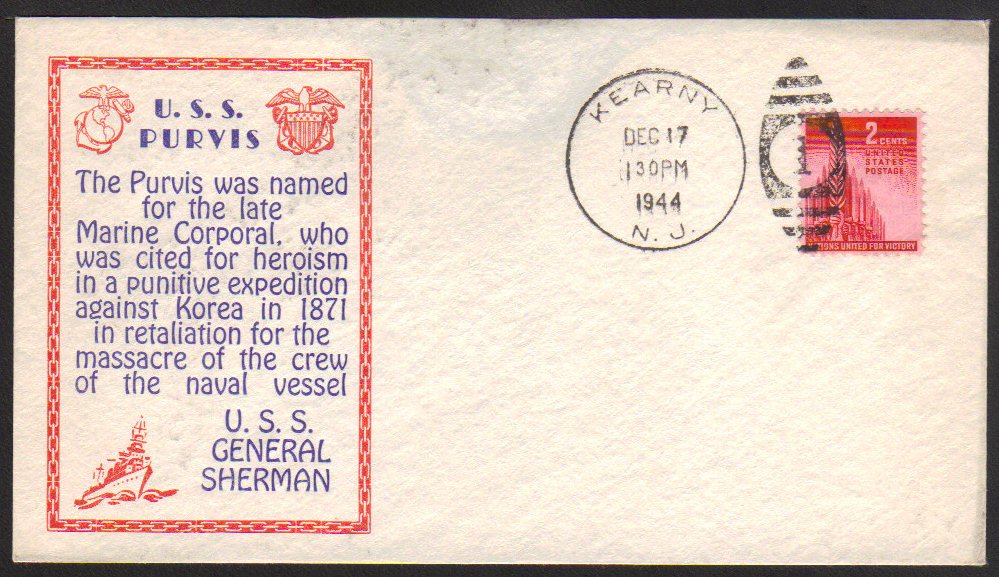 U. S. S.
PURVIS
The Purvis was named
for the late
Marine Corporal, who
was cited for heroism
in a punitive expedition
against Korea in 1871
in retaliation for the
massacre of the crew
of the naval vessel
U. S. S.
GENERAL
SHERMAN
KEARNY
DEC 17
130PM
1944
N. J.
1
2 CENTS
UNITED
STATES
POSTAGE
UNITED FOR VICTORY